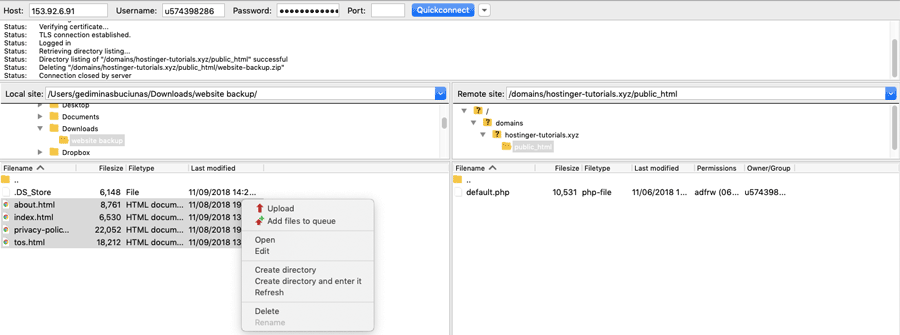 Host: 153.92.6.91 Username: u574398286 Password: •••••••••••• Port: Quickconnect
Status: Verifying certificate...
Status: TLS connection established.
Status: Logged in
Status: Retrieving directory listing...
Status: Directory listing of "/domains/hostinger-tutorials.xyz/public_html" successful
Status: Deleting "/domains/hostinger-tutorials.xyz/public_html/website-backup.zip"
Status: Connection closed by server
Local site: /Users/gediminasbuciunas/Downloads/website backup/
Desktop
Documents
Downloads
website backup
Dropbox
Filename Filesize Filetype Last modified
..
.DS_Store 6,148 File 11/09/2018 14:2...
about.html 8,761 HTML docum... 11/08/2018 19
index.html 6,530 HTML docum... 11/09/2018 13
privacy-polic... 22,052 HTML docum... 11/08/2018 19
tos.html 18,212 HTML docum... 11/09/2018 13
Upload
Add files to queue
Open
Edit
Create directory
Create directory and enter it
Refresh
Delete
Rename
Remote site: /domains/hostinger-tutorials.xyz/public_html
/
domains
hostinger-tutorials.xyz
public_html
Filename Filesize Filetype Last modified Permissions Owner/Group
..
default.php 10,531 php-file 11/06/2018 1... adfrw (06... u574398...